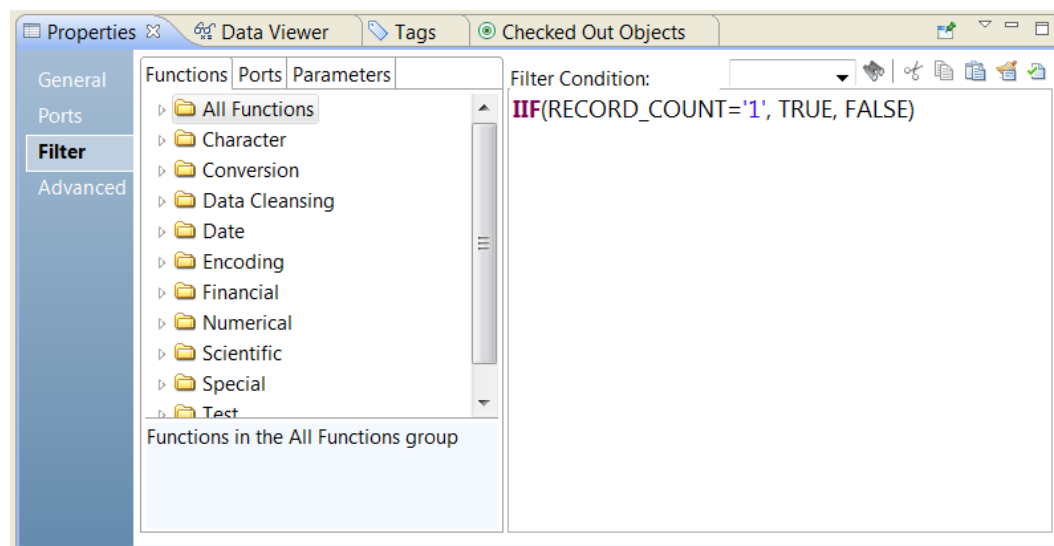 Properties Data Viewer Tags Checked Out Objects
General
Ports
Filter
Advanced
Functions Ports Parameters
All Functions
Character
Conversion
Data Cleansing
Date
Encoding
Financial
Numerical
Scientific
Special
Test
Functions in the All Functions group
Filter Condition:
IIF(RECORD_COUNT='1', TRUE, FALSE)